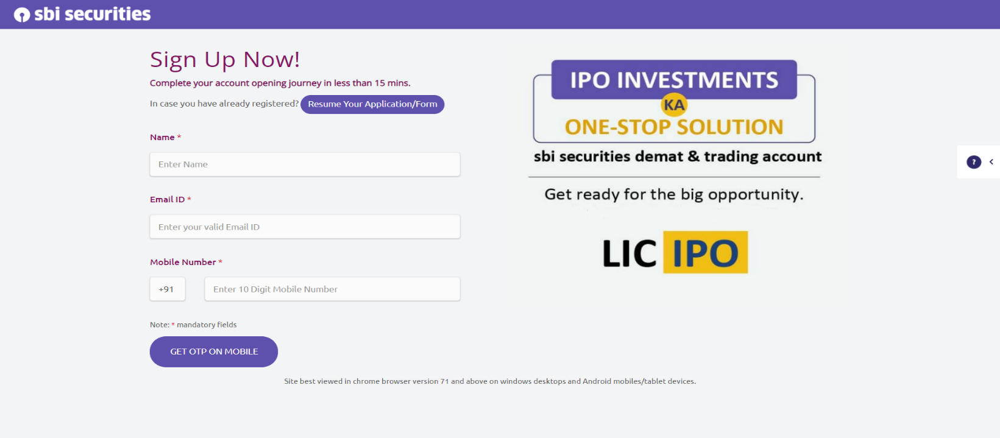 sbi securities
Sign Up Now!
Complete your account opening journey in less than 15 mins.
In case you have already registered? Resume Your Application/Form
Name *
Enter Name
Email ID *
Enter your valid Email ID
Mobile Number *
+91 Enter 10 Digit Mobile Number
Note: * mandatory fields
GET OTP ON MOBILE
IPO INVESTMENTS
KA
ONE-STOP SOLUTION
sbi securities demat & trading account
Get ready for the big opportunity.
LIC IPO
? <
Site best viewed in chrome browser version 71 and above on windows desktops and Android mobiles/tablet devices.